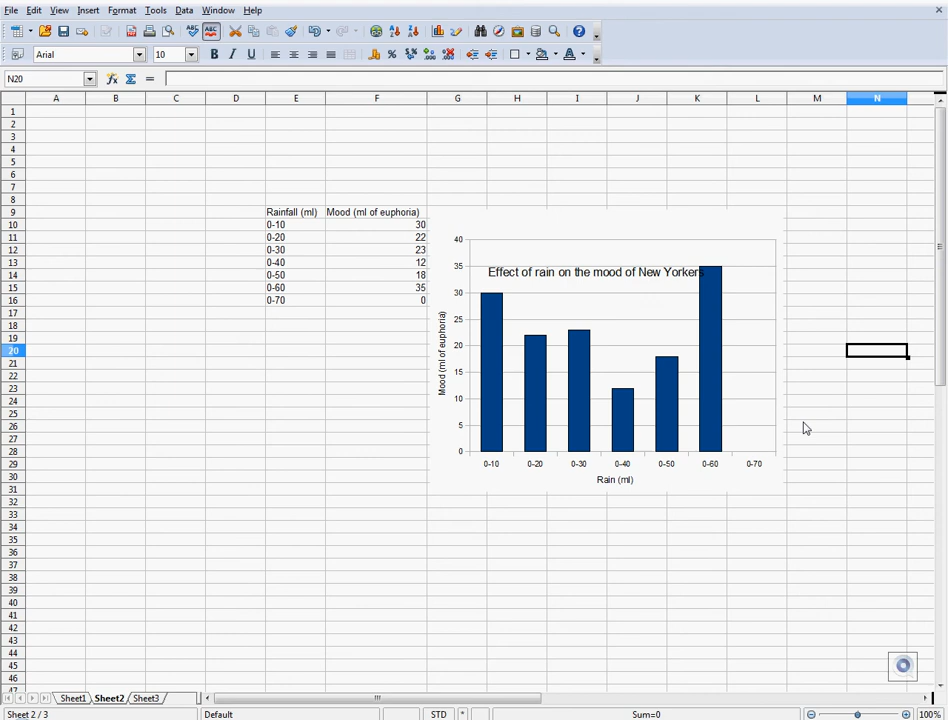 File Edit View Insert Format Tools Data Window Help
Arial 10
N20
A B C D E F G H I J K L M N
1
2
3
4
5
6
7
8
9 Rainfall (ml) Mood (ml of euphoria)
10 0-10 30
11 0-20 22
12 0-30 23
13 0-40 12
14 0-50 18
15 0-60 35
16 0-70 0
17
18
19
20
21
22
23
24
25
26
27
28
29
30
31
32
33
34
35
36
37
38
39
40
41
42
43
44
45
46
47
Effect of rain on the mood of New Yorkers
Mood (ml of euphoria)
40
35
30
25
20
15
10
5
0
0-10 0-20 0-30 0-40 0-50 0-60 0-70
Rain (ml)
Sheet1 Sheet2 Sheet3
Sheet 2 / 3 Default STD * Sum=0 100%